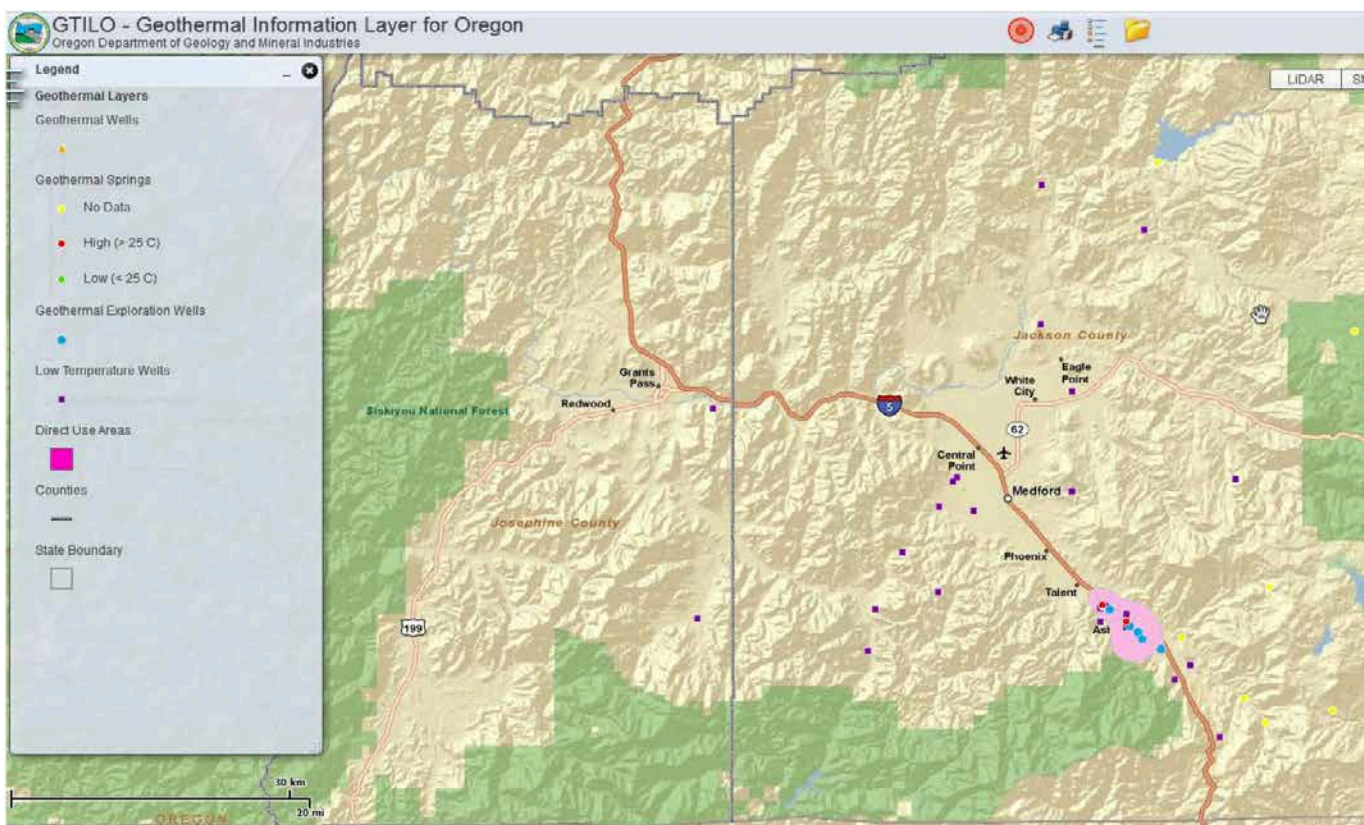 GTILO - Geothermal Information Layer for Oregon
Oregon Department of Geology and Mineral Industries
Legend
Geothermal Layers
Geothermal Wells
Geothermal Springs
No Data
High (> 25 C)
Low (< 25 C)
Geothermal Exploration Wells
Low Temperature Wells
Direct Use Areas
Counties
State Boundary
30 km
20 mi
OREGON
LiDAR
Jackson County
Eagle
Point
White
City
62
5
Grants
Pass
Redwood
Siskiyou National Forest
Central
Point
Medford
Josephine County
Phoenix
Talent
Ash
199